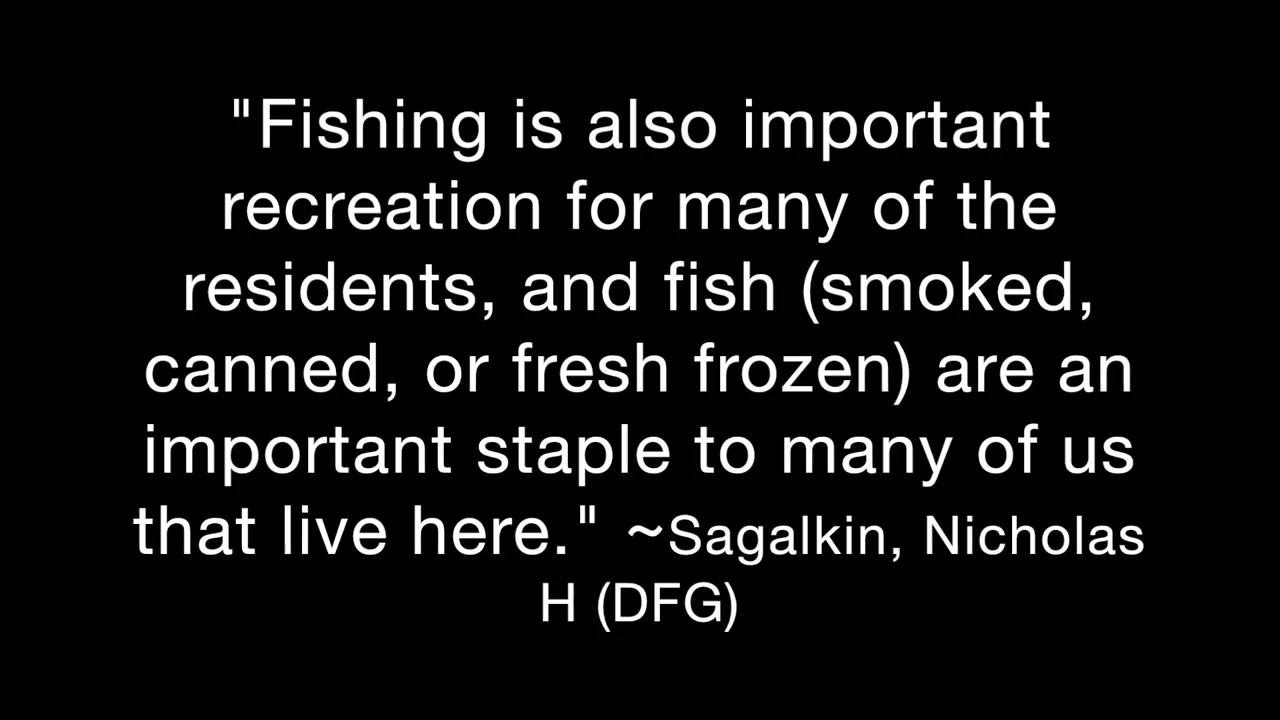 "Fishing is also important
recreation for many of the
residents, and fish (smoked,
canned, or fresh frozen) are an
important staple to many of us
that live here." ~Sagalkin, Nicholas
H (DFG)